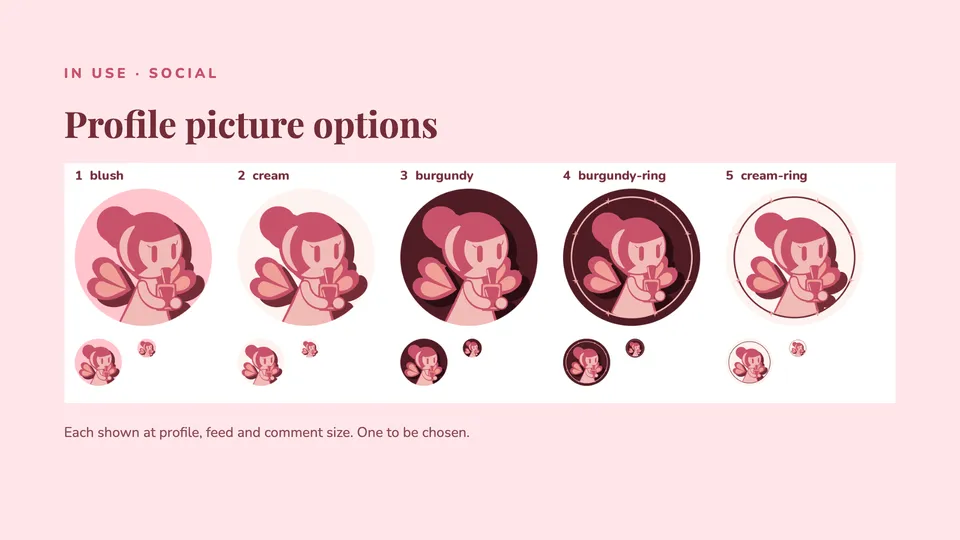 IN USE · SOCIAL
Profile picture options
1 blush
2 cream
3 burgundy
4 burgundy-ring
5 cream-ring
Each shown at profile, feed and comment size. One to be chosen.